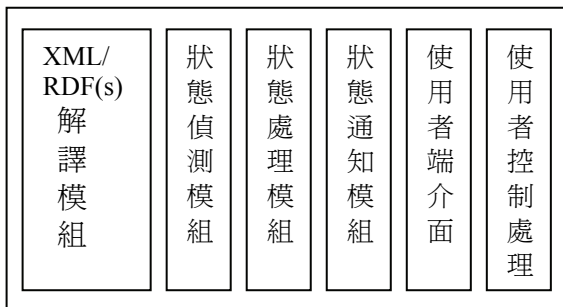 XML/
RDF(s)
解譯模組
狀態偵測模組
狀態處理模組
狀態通知模組
使用者端介面
使用者控制處理